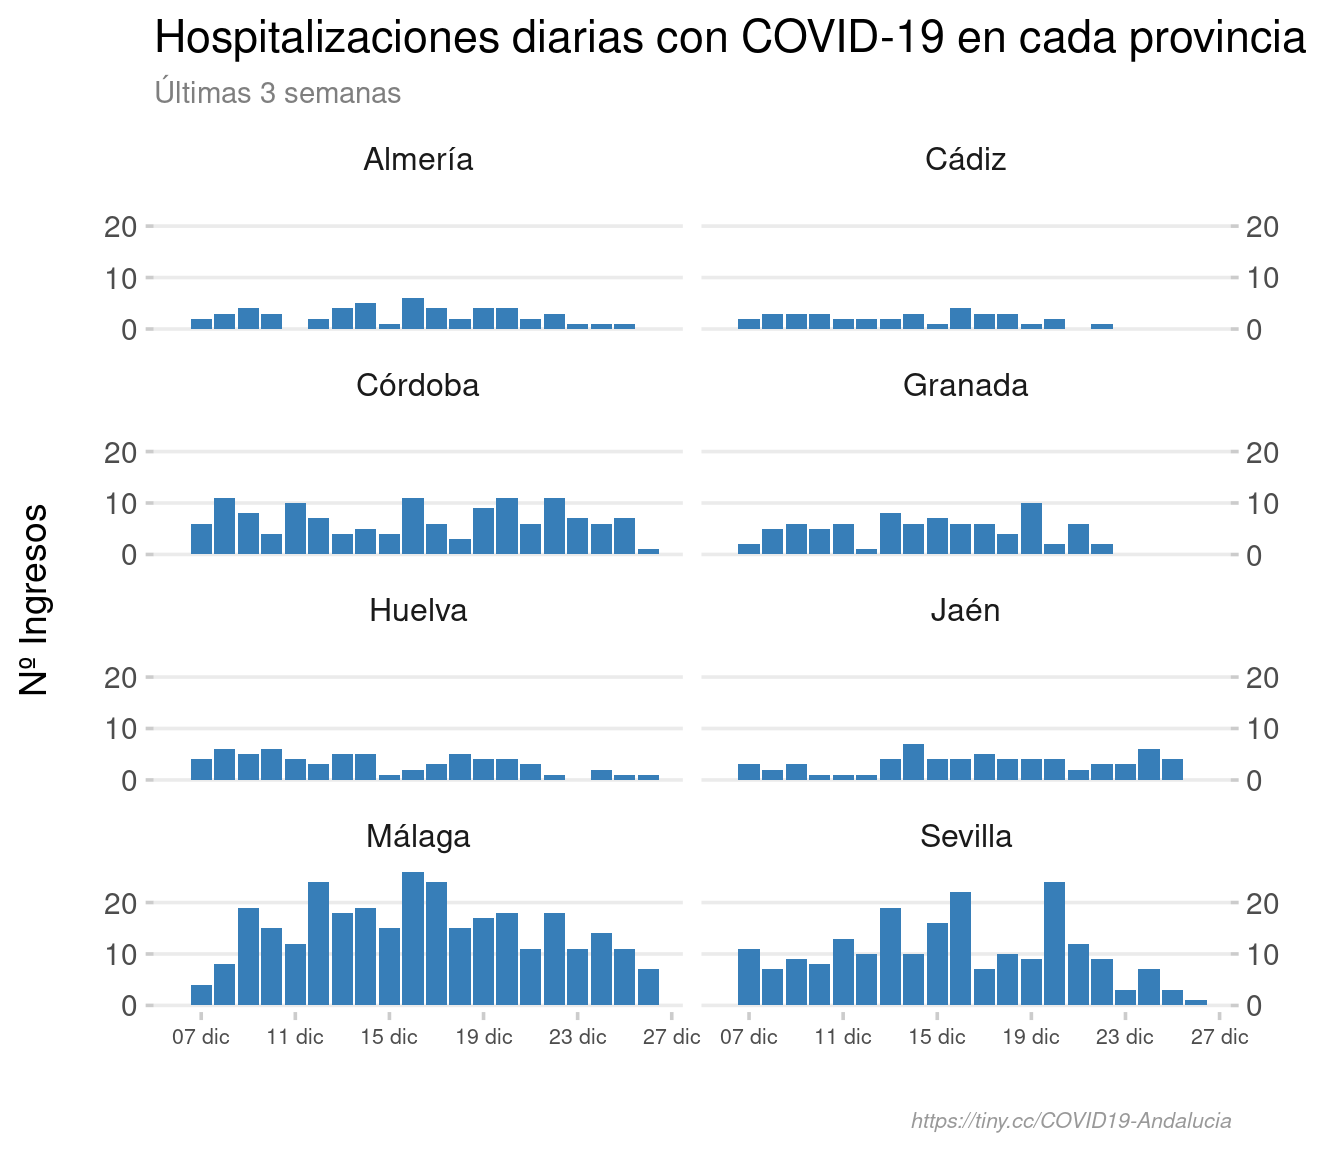 Hospitalizaciones diarias con COVID-19 en cada provincia
Últimas 3 semanas
Nº Ingresos
Almería
Cádiz
20
10
0
20
10
0
Córdoba
Granada
20
10
0
20
10
0
Huelva
Jaén
20
10
0
20
10
0
Málaga
Sevilla
20
10
0
20
10
0
07 dic 11 dic 15 dic 19 dic 23 dic 27 dic
07 dic 11 dic 15 dic 19 dic 23 dic 27 dic
https://tiny.cc/COVID19-Andalucia